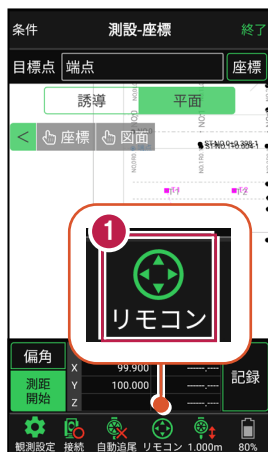 条件 測設-座標 終了
目標点 端点 座標
誘導 平面
< 座標 図面
1
リモコン
偏角
測距
開始
X 99.900 -----.----
Y 100.000 -----.----
Z -----.----
記録
観測設定 接続 自動追尾 リモコン 1.000m 80%